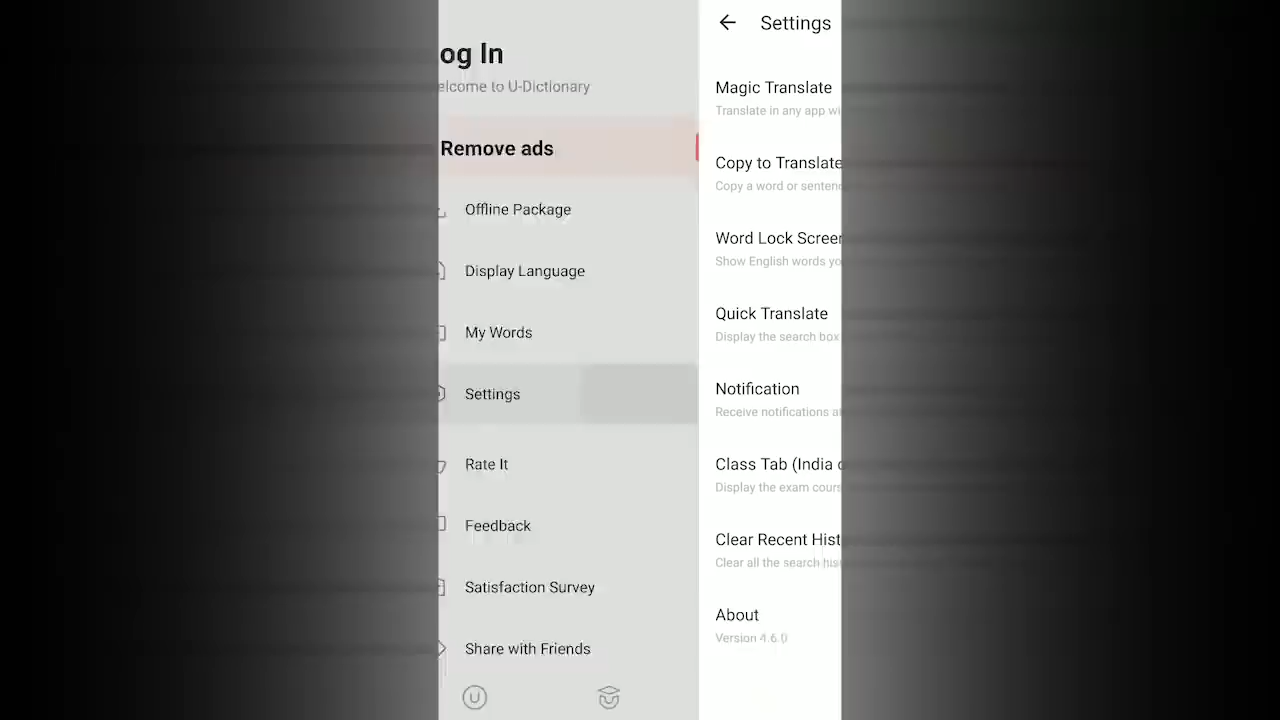 og In
elcome to U-Dictionary
Remove ads
Offline Package
Display Language
My Words
Settings
Rate It
Feedback
Satisfaction Survey
Share with Friends
U
Settings
Magic Translate
Translate in any app wi
Copy to Translate
Copy a word or sentenc
Word Lock Screen
Show English words yo
Quick Translate
Display the search box
Notification
Receive notifications a
Class Tab (India o
Display the exam cours
Clear Recent Hist
Clear all the search his
About
Version 4.6.0